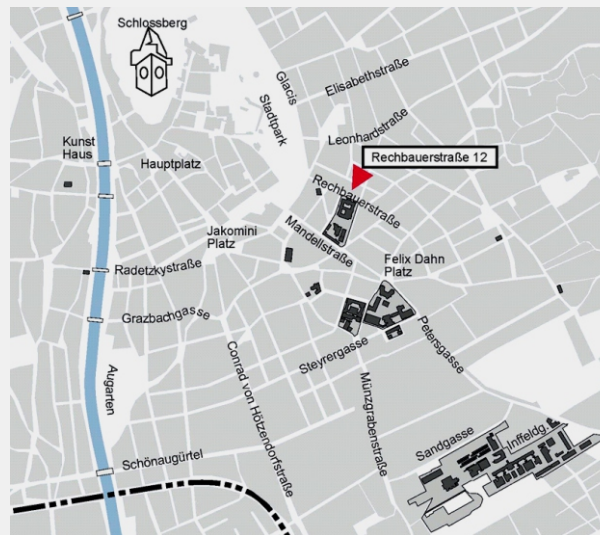 Schlossberg
Glacis
Elisabethstraße
Stadtpark
Leonhardstraße
Kunst
Haus
Hauptplatz
Rechbauerstraße 12
Rechbauerstraße
Jakomini
Platz
Mandellstraße
Felix Dahn
Platz
Radetzkystraße
Grazbachgasse
Augarten
Conrad von Hötzendorfstraße
Steyrergasse
Petersgasse
Münzgrabenstraße
Sandgasse
Inffeldg.
Schönaugürtel